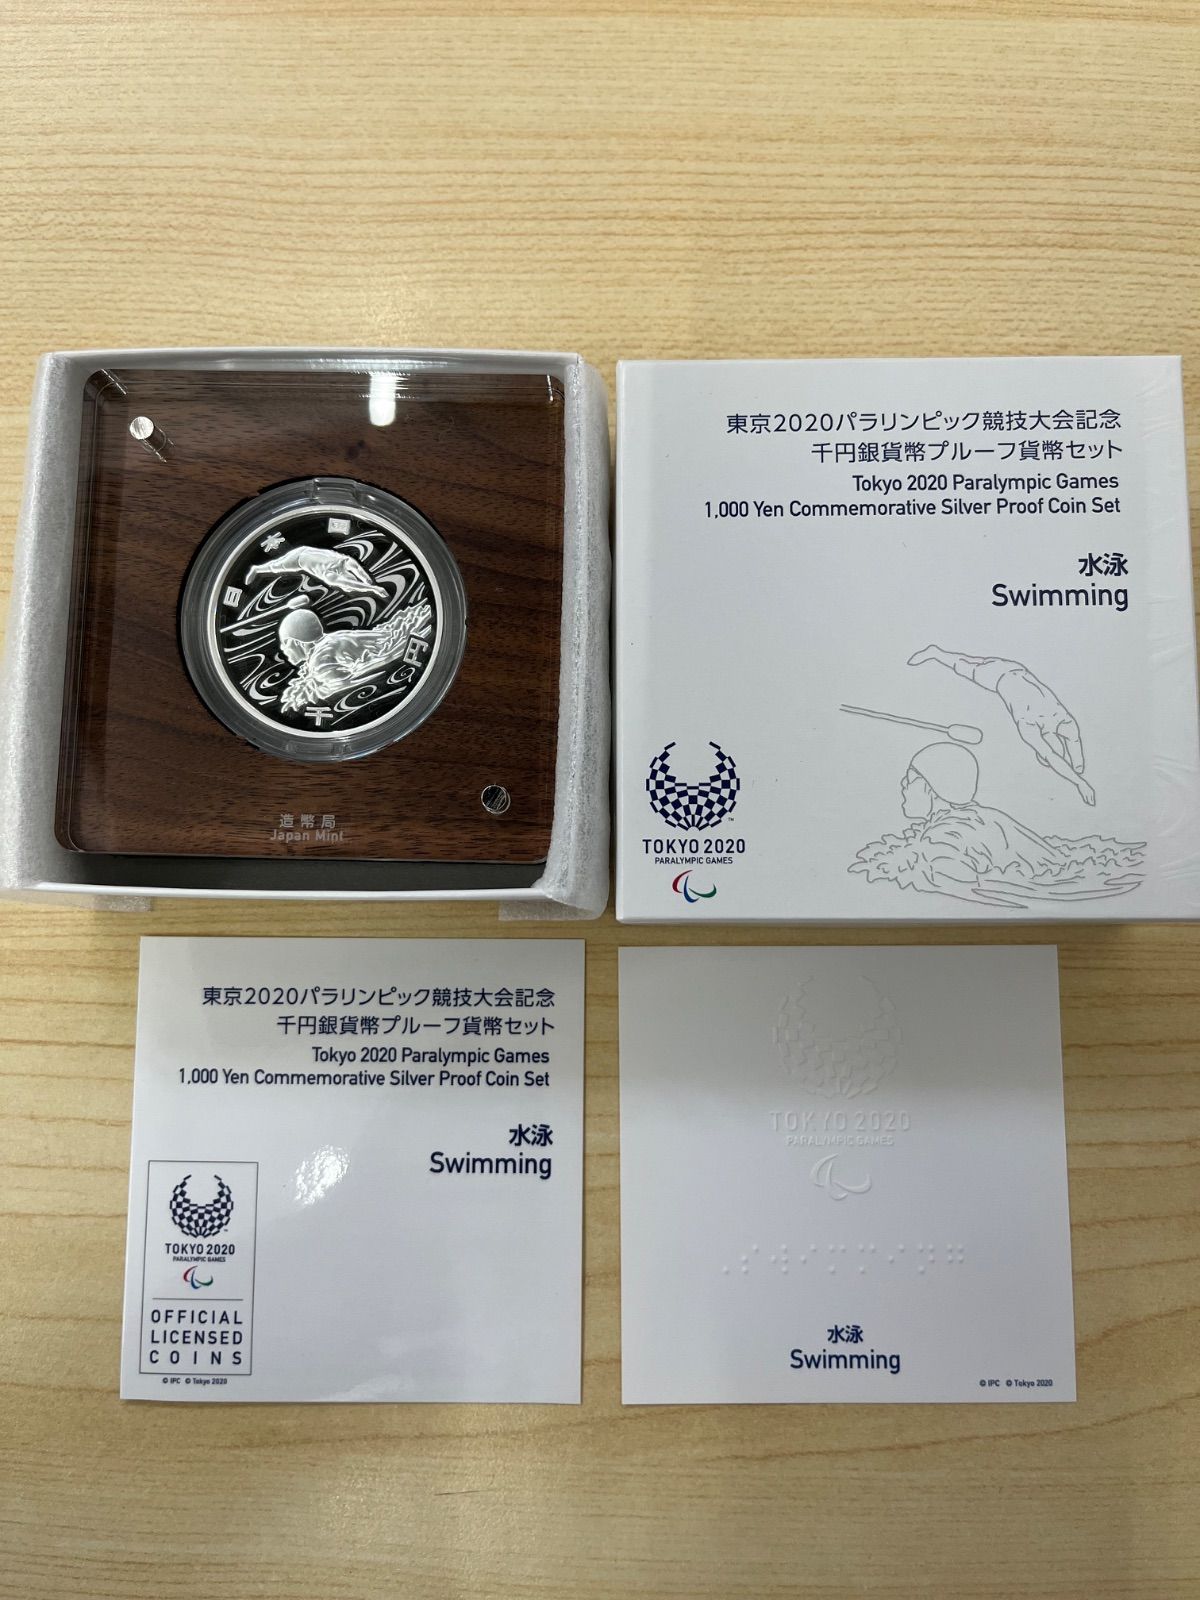 日本国
千円
造幣局
Japan Mint
東京2020パラリンピック競技大会記念
千円銀貨幣プルーフ貨幣セット
Tokyo 2020 Paralympic Games
1,000 Yen Commemorative Silver Proof Coin Set
水泳
Swimming
TOKYO 2020
PARALYMPIC GAMES
東京2020パラリンピック競技大会記念
千円銀貨幣プルーフ貨幣セット
Tokyo 2020 Paralympic Games
1,000 Yen Commemorative Silver Proof Coin Set
水泳
Swimming
TOKYO 2020
PARALYMPIC GAMES
OFFICIAL
LICENSED
COINS
© IPC © Tokyo 2020
TOKYO 2020
PARALYMPIC GAMES
水泳
Swimming
© IPC © Tokyo 2020